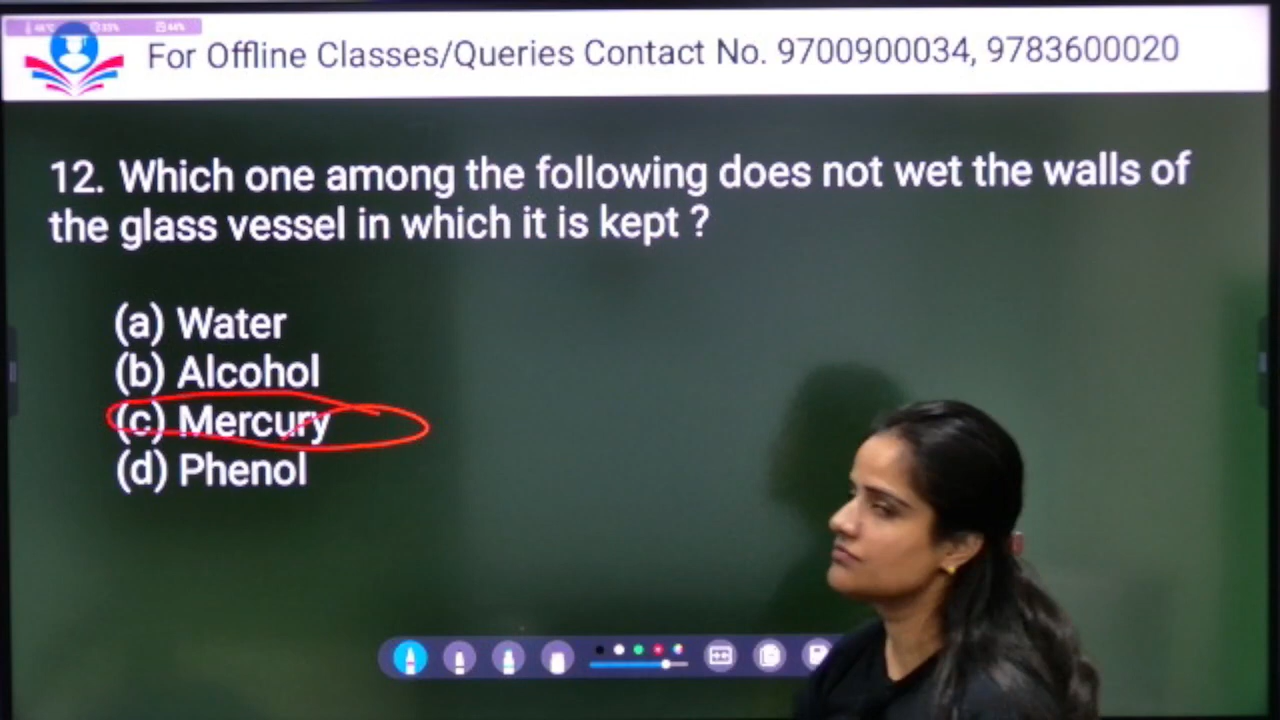 For Offline Classes/Queries Contact No. 9700900034, 9783600020
12. Which one among the following does not wet the walls of
the glass vessel in which it is kept ?
(a) Water
(b) Alcohol
(c) Mercury
(d) Phenol